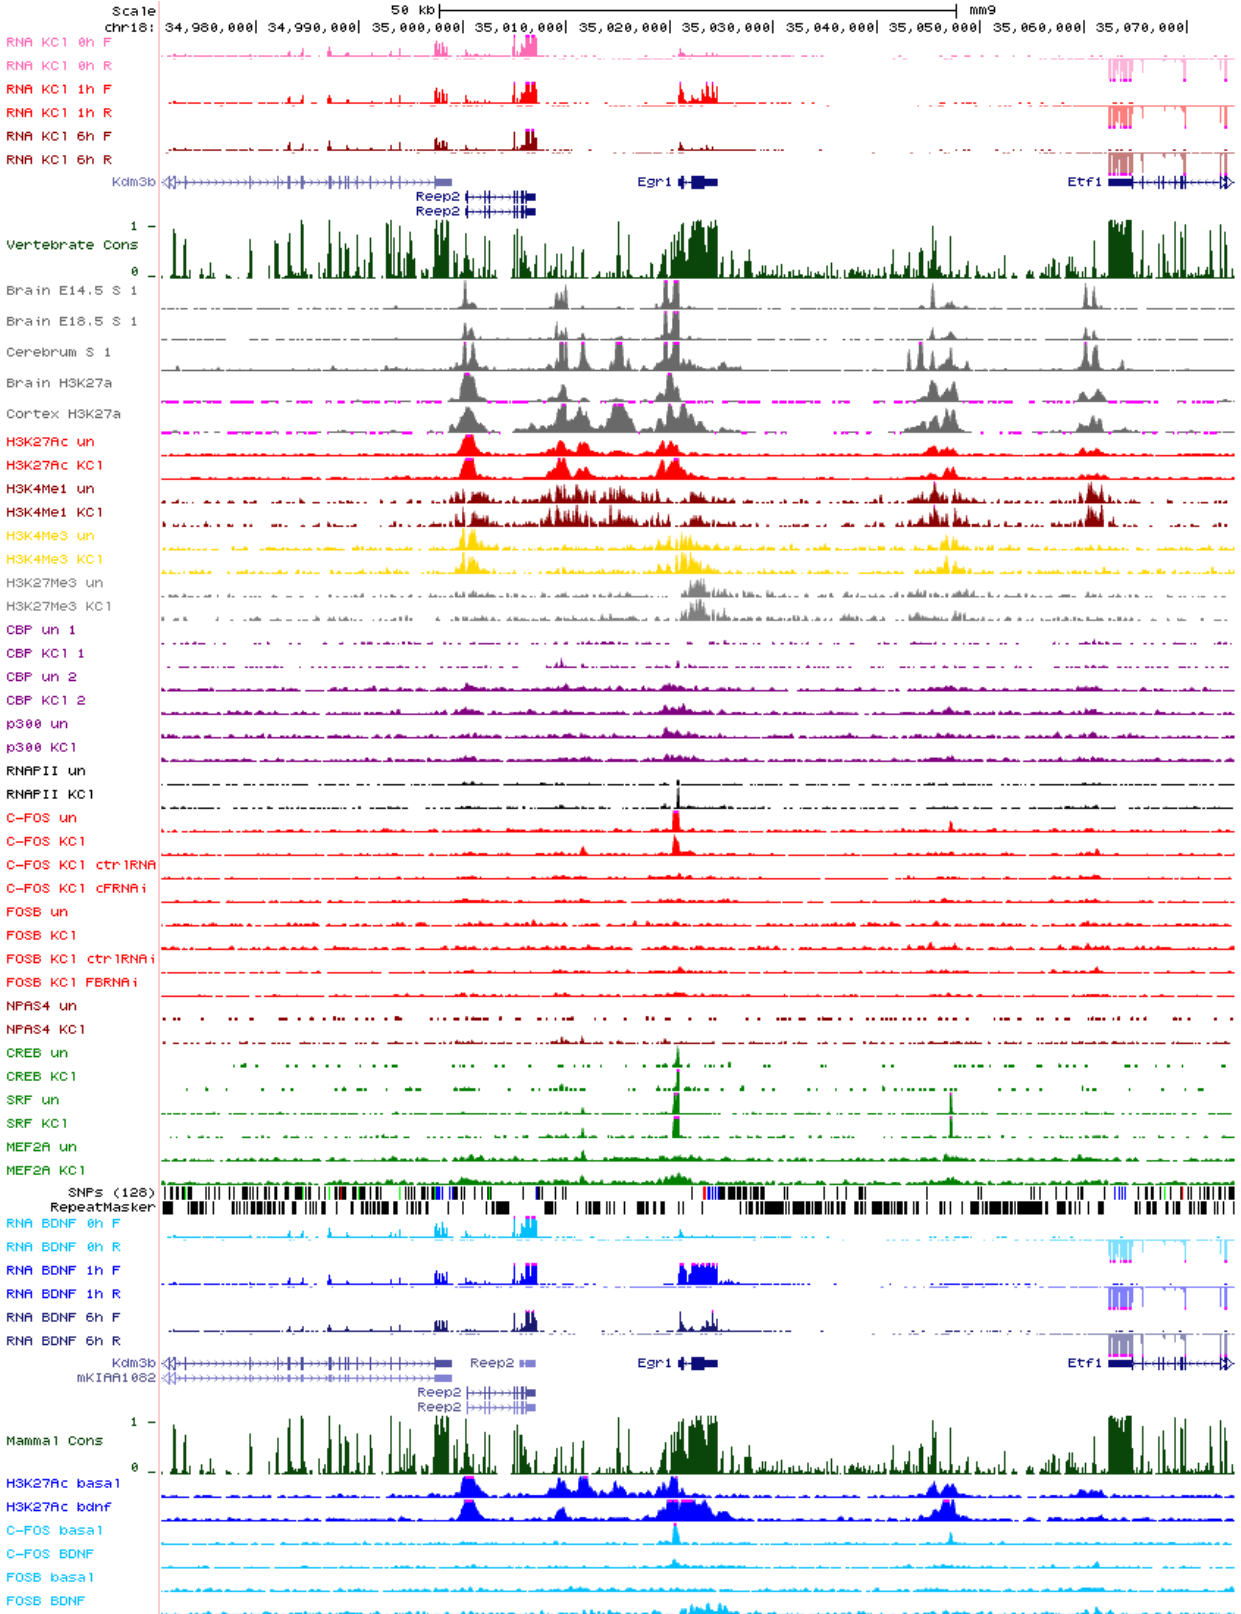 Scale 50 kb mm9
chr18: 34,980,000 34,990,000 35,000,000 35,010,000 35,020,000 35,030,000 35,040,000 35,050,000 35,060,000 35,070,000
RNA KCl 0h F
RNA KCl 0h R
RNA KCl 1h F
RNA KCl 1h R
RNA KCl 6h F
RNA KCl 6h R
Kdm3b Egr1 Etf1
Reep2
Reep2
1
Vertebrate Cons
0
Brain E14.5 S 1
Brain E18.5 S 1
Cerebrum S 1
Brain H3K27a
Cortex H3K27a
H3K27Ac un
H3K27Ac KCl
H3K4Me1 un
H3K4Me1 KCl
H3K4Me3 un
H3K4Me3 KCl
H3K27Me3 un
H3K27Me3 KCl
CBP un 1
CBP KCl 1
CBP un 2
CBP KCl 2
p300 un
p300 KCl
RNAPII un
RNAPII KCl
C-FOS un
C-FOS KCl
C-FOS KCl ctrlRNA
C-FOS KCl cFRNAi
FOSB un
FOSB KCl
FOSB KCl ctrlRNAi
FOSB KCl FBRNAi
NPAS4 un
NPAS4 KCl
CREB un
CREB KCl
SRF un
SRF KCl
MEF2A un
MEF2A KCl
SNPs (128)
RepeatMasker
RNA BDNF 0h F
RNA BDNF 0h R
RNA BDNF 1h F
RNA BDNF 1h R
RNA BDNF 6h F
RNA BDNF 6h R
Kdm3b Reep2 Egr1 Etf1
mKIAA1082
Reep2
Reep2
1
Mammal Cons
0
H3K27Ac basal
H3K27Ac bdnf
C-FOS basal
C-FOS BDNF
FOSB basal
FOSB BDNF